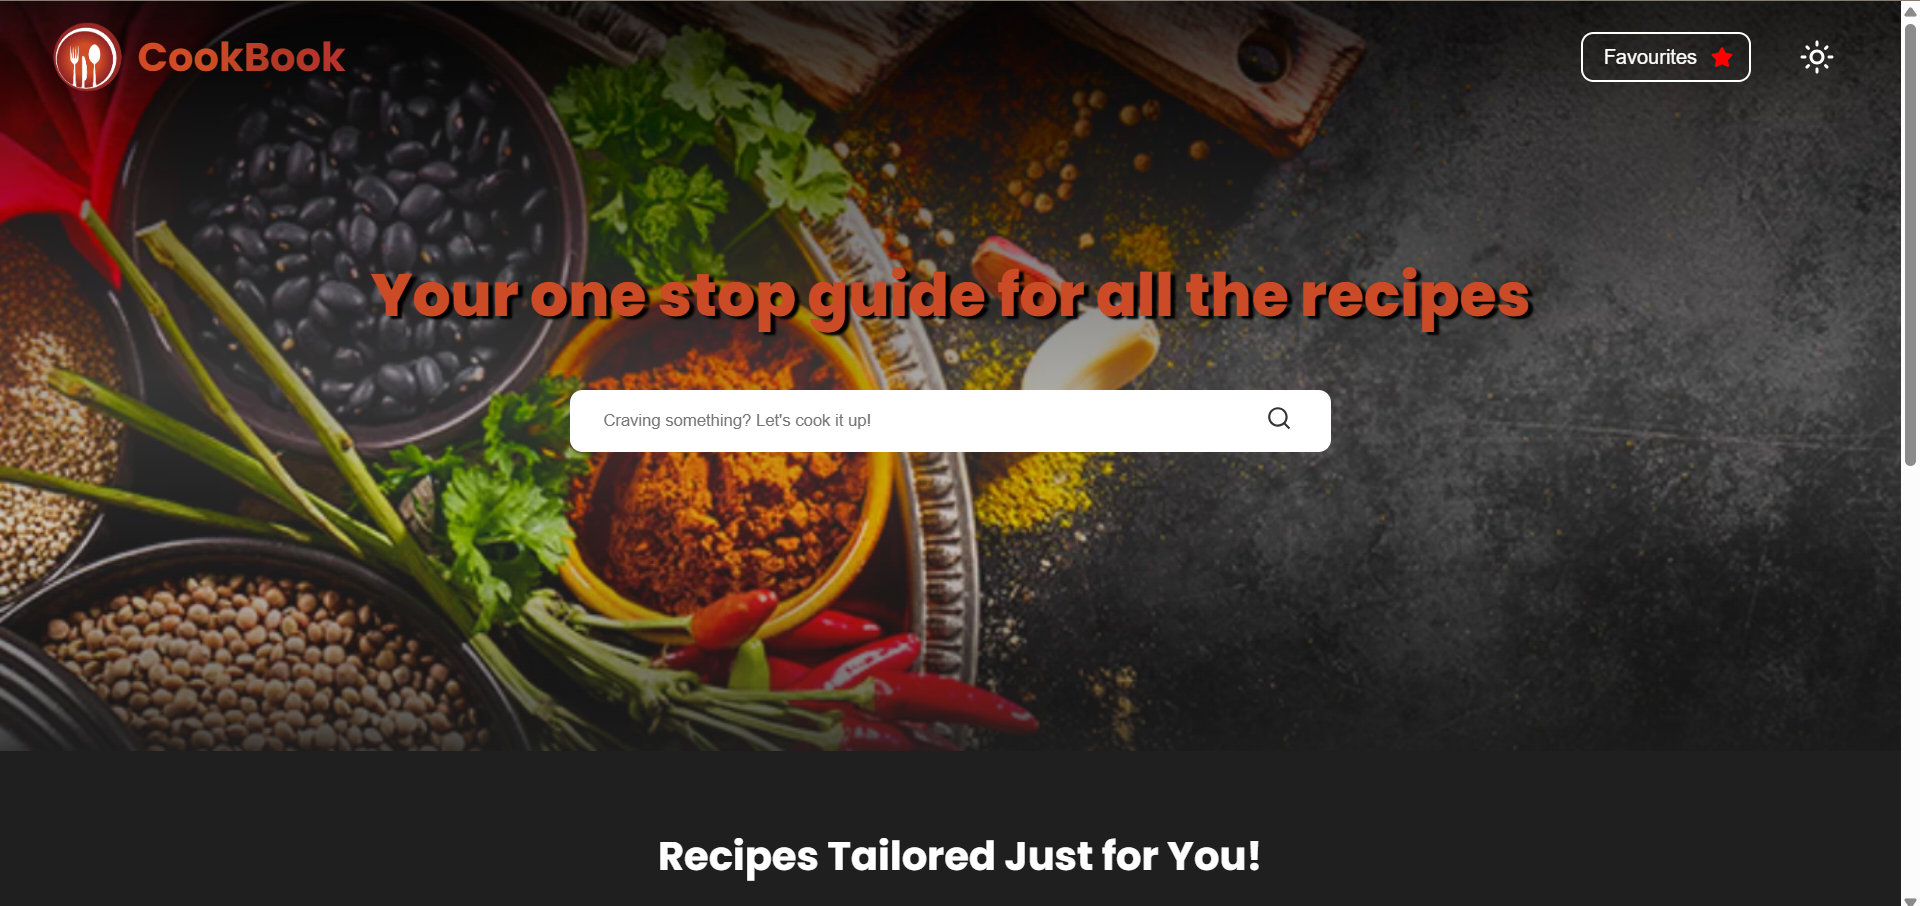 CookBook
Favourites
Your one stop guide for all the recipes
Craving something? Let's cook it up!
Recipes Tailored Just for You!